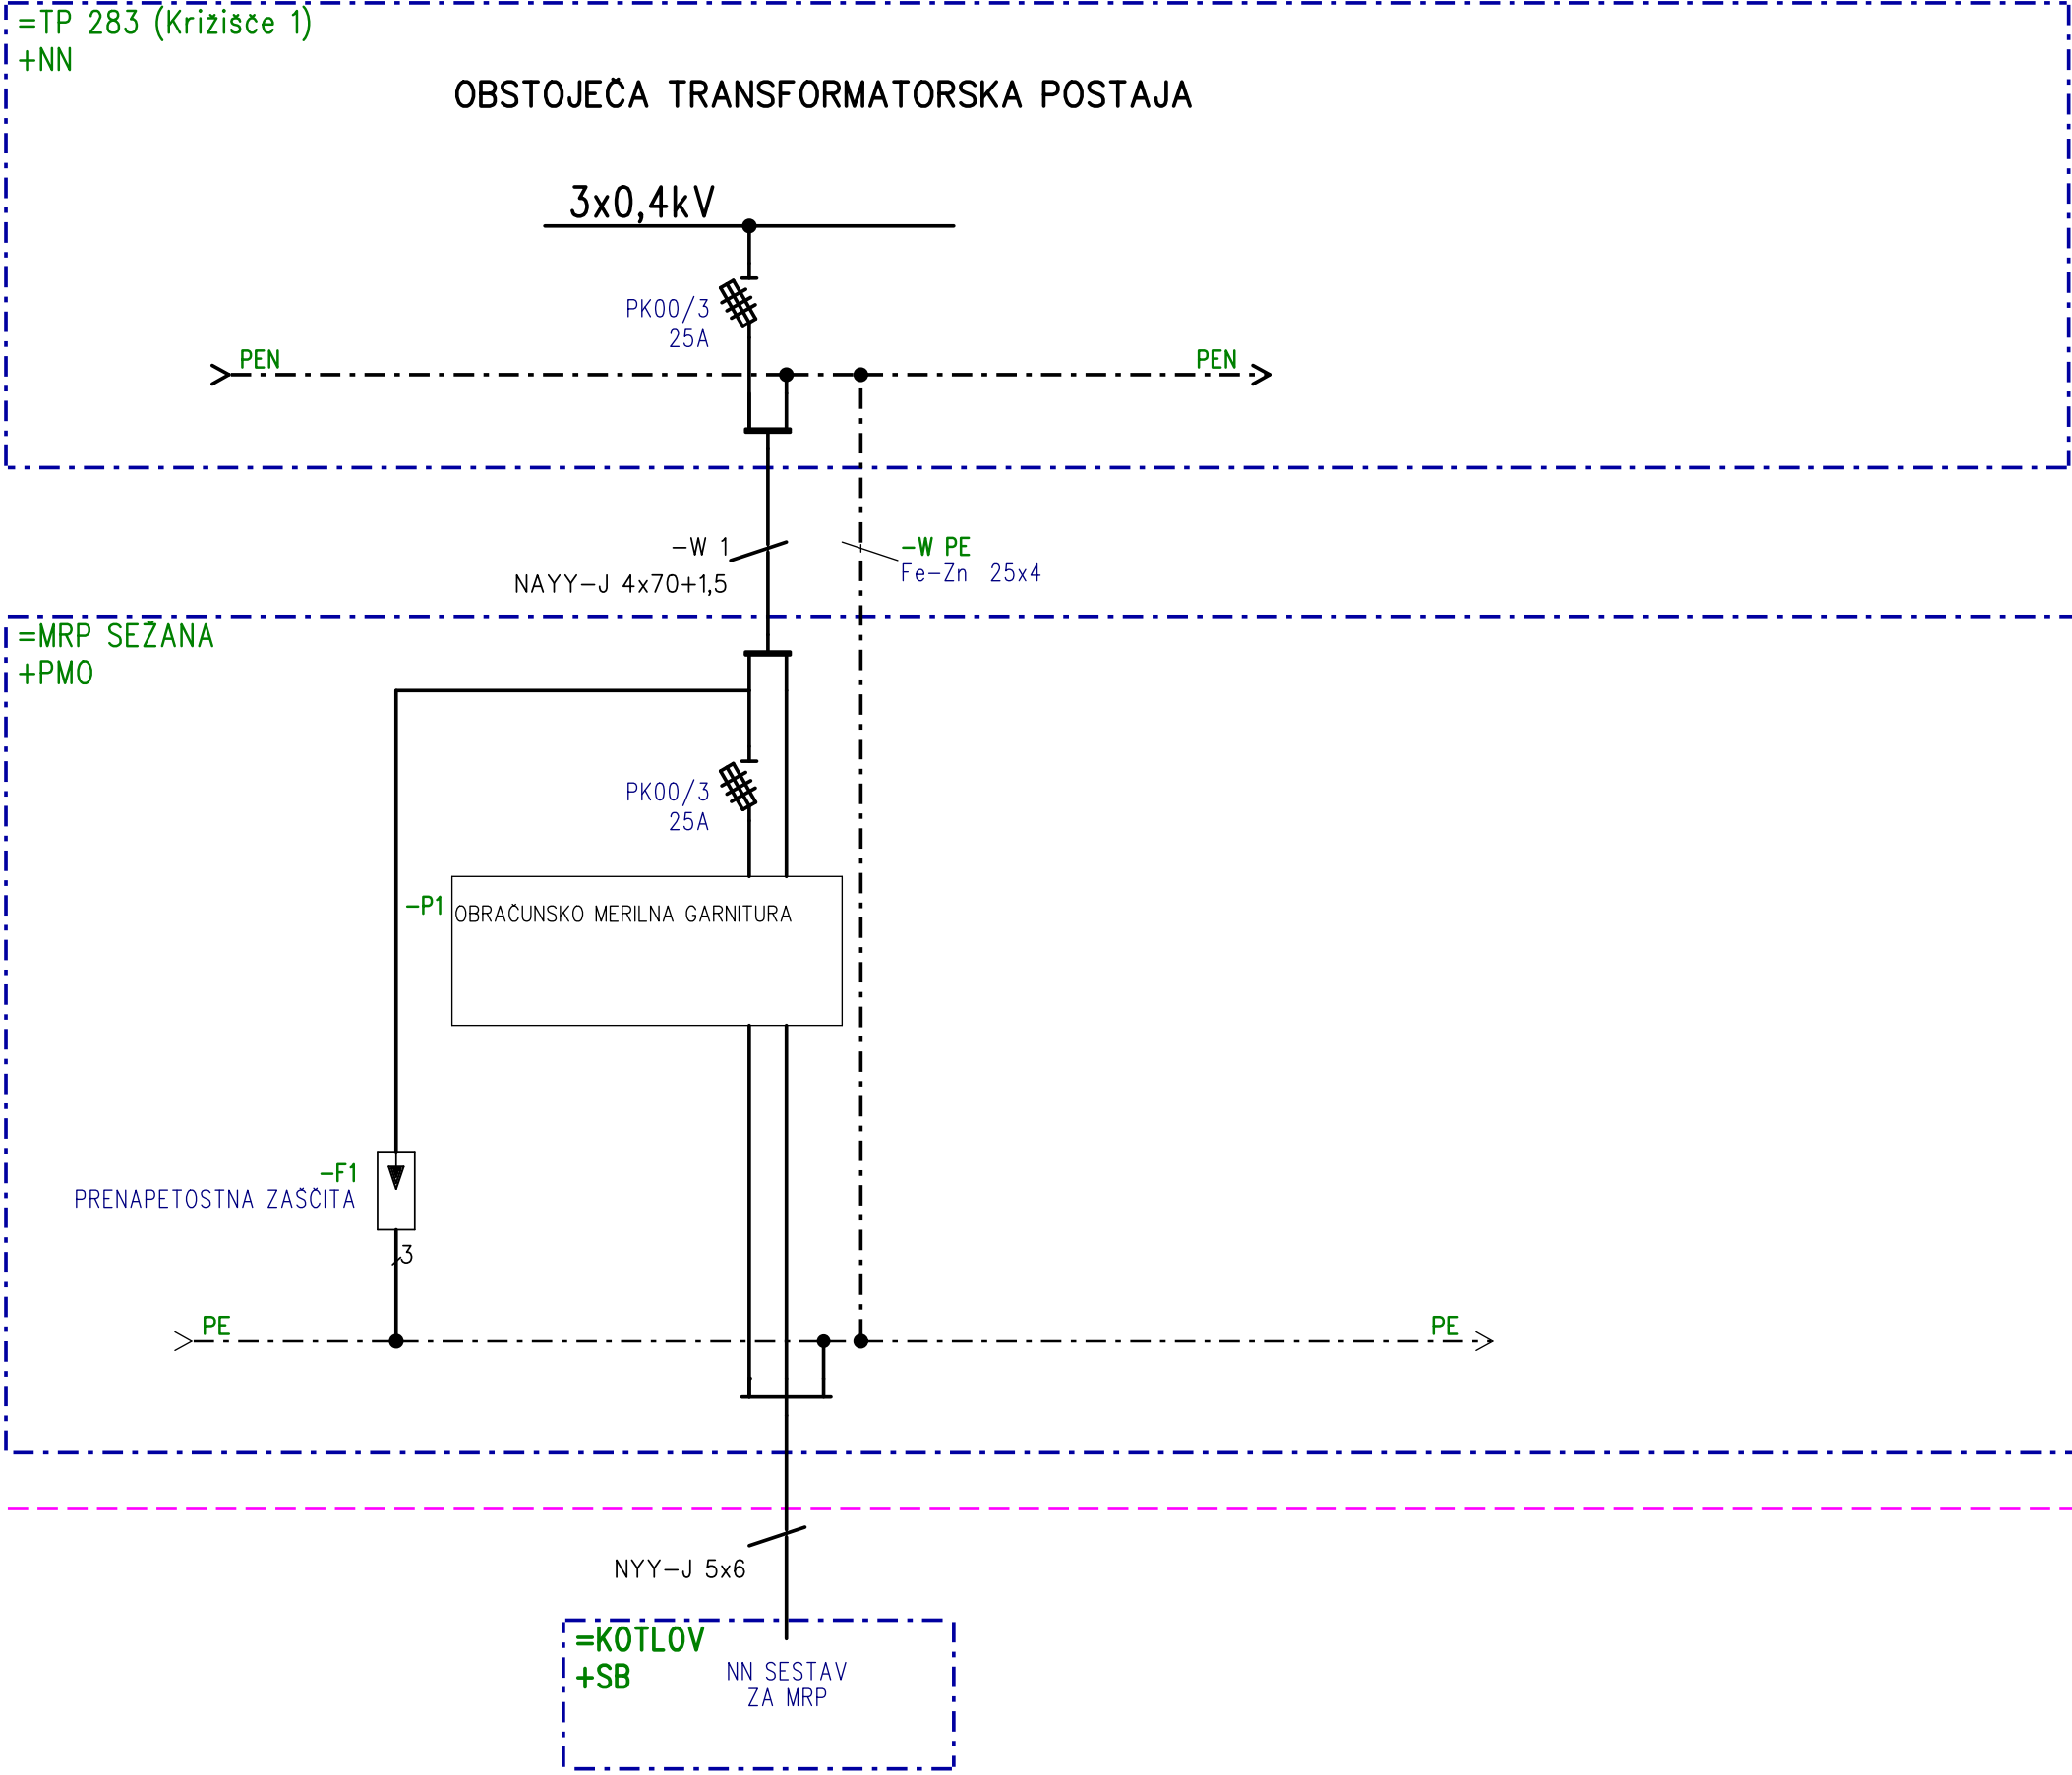 =TP 283 (Križišče 1)
+NN
OBSTOJEČA TRANSFORMATORSKA POSTAJA
3x0,4kV
PK00/3
25A
PEN
PEN
-W 1
NAYY-J 4x70+1,5
-W PE
Fe-Zn 25x4
=MRP SEŽANA
+PMO
PK00/3
25A
-P1
OBRAČUNSKO MERILNA GARNITURA
-F1
PRENAPETOSTNA ZAŠČITA
3
PE
PE
NYY-J 5x6
=KOTLOV
+SB
NN SESTAV
ZA MRP